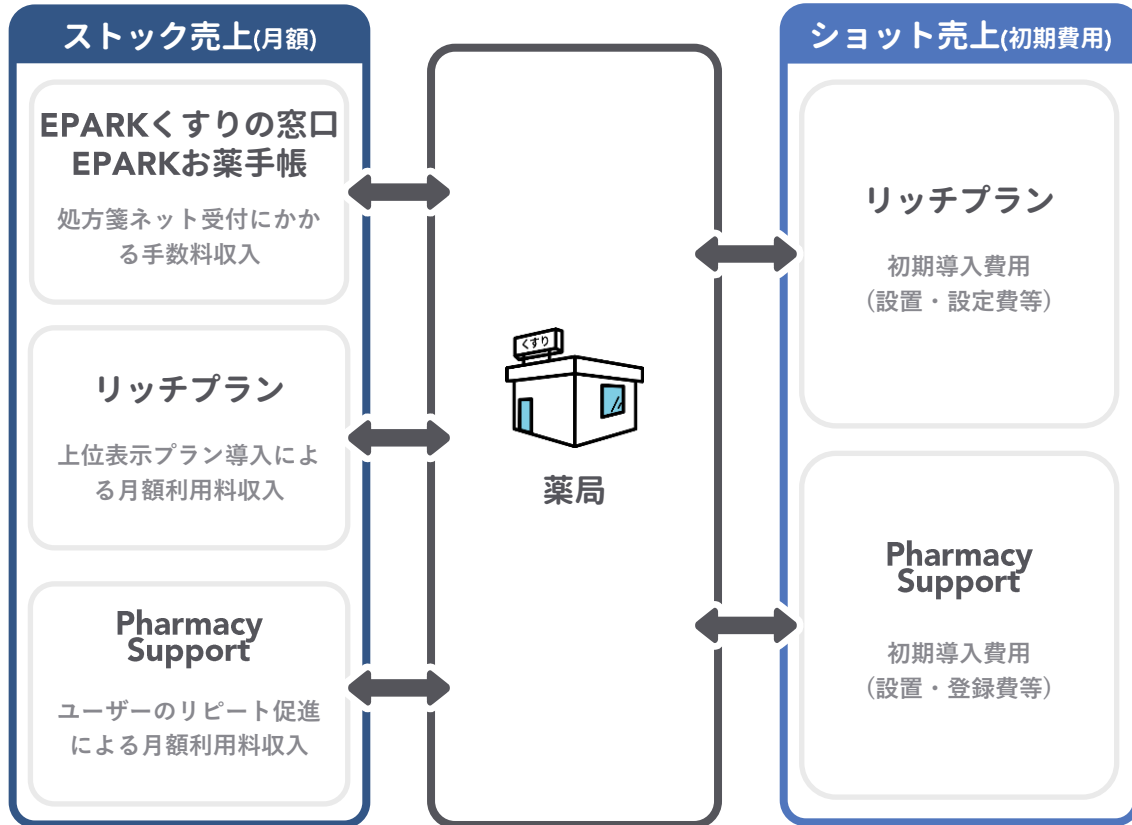 ストック売上(月額)
EPARKくすりの窓口
EPARKお薬手帳
処方箋ネット受付にかか
る手数料収入
リッチプラン
上位表示プラン導入によ
る月額利用料収入
Pharmacy
Support
ユーザーのリピート促進
による月額利用料収入
くすり
薬局
ショット売上(初期費用)
リッチプラン
初期導入費用
(設置・設定費等)
Pharmacy
Support
初期導入費用
(設置・登録費等)